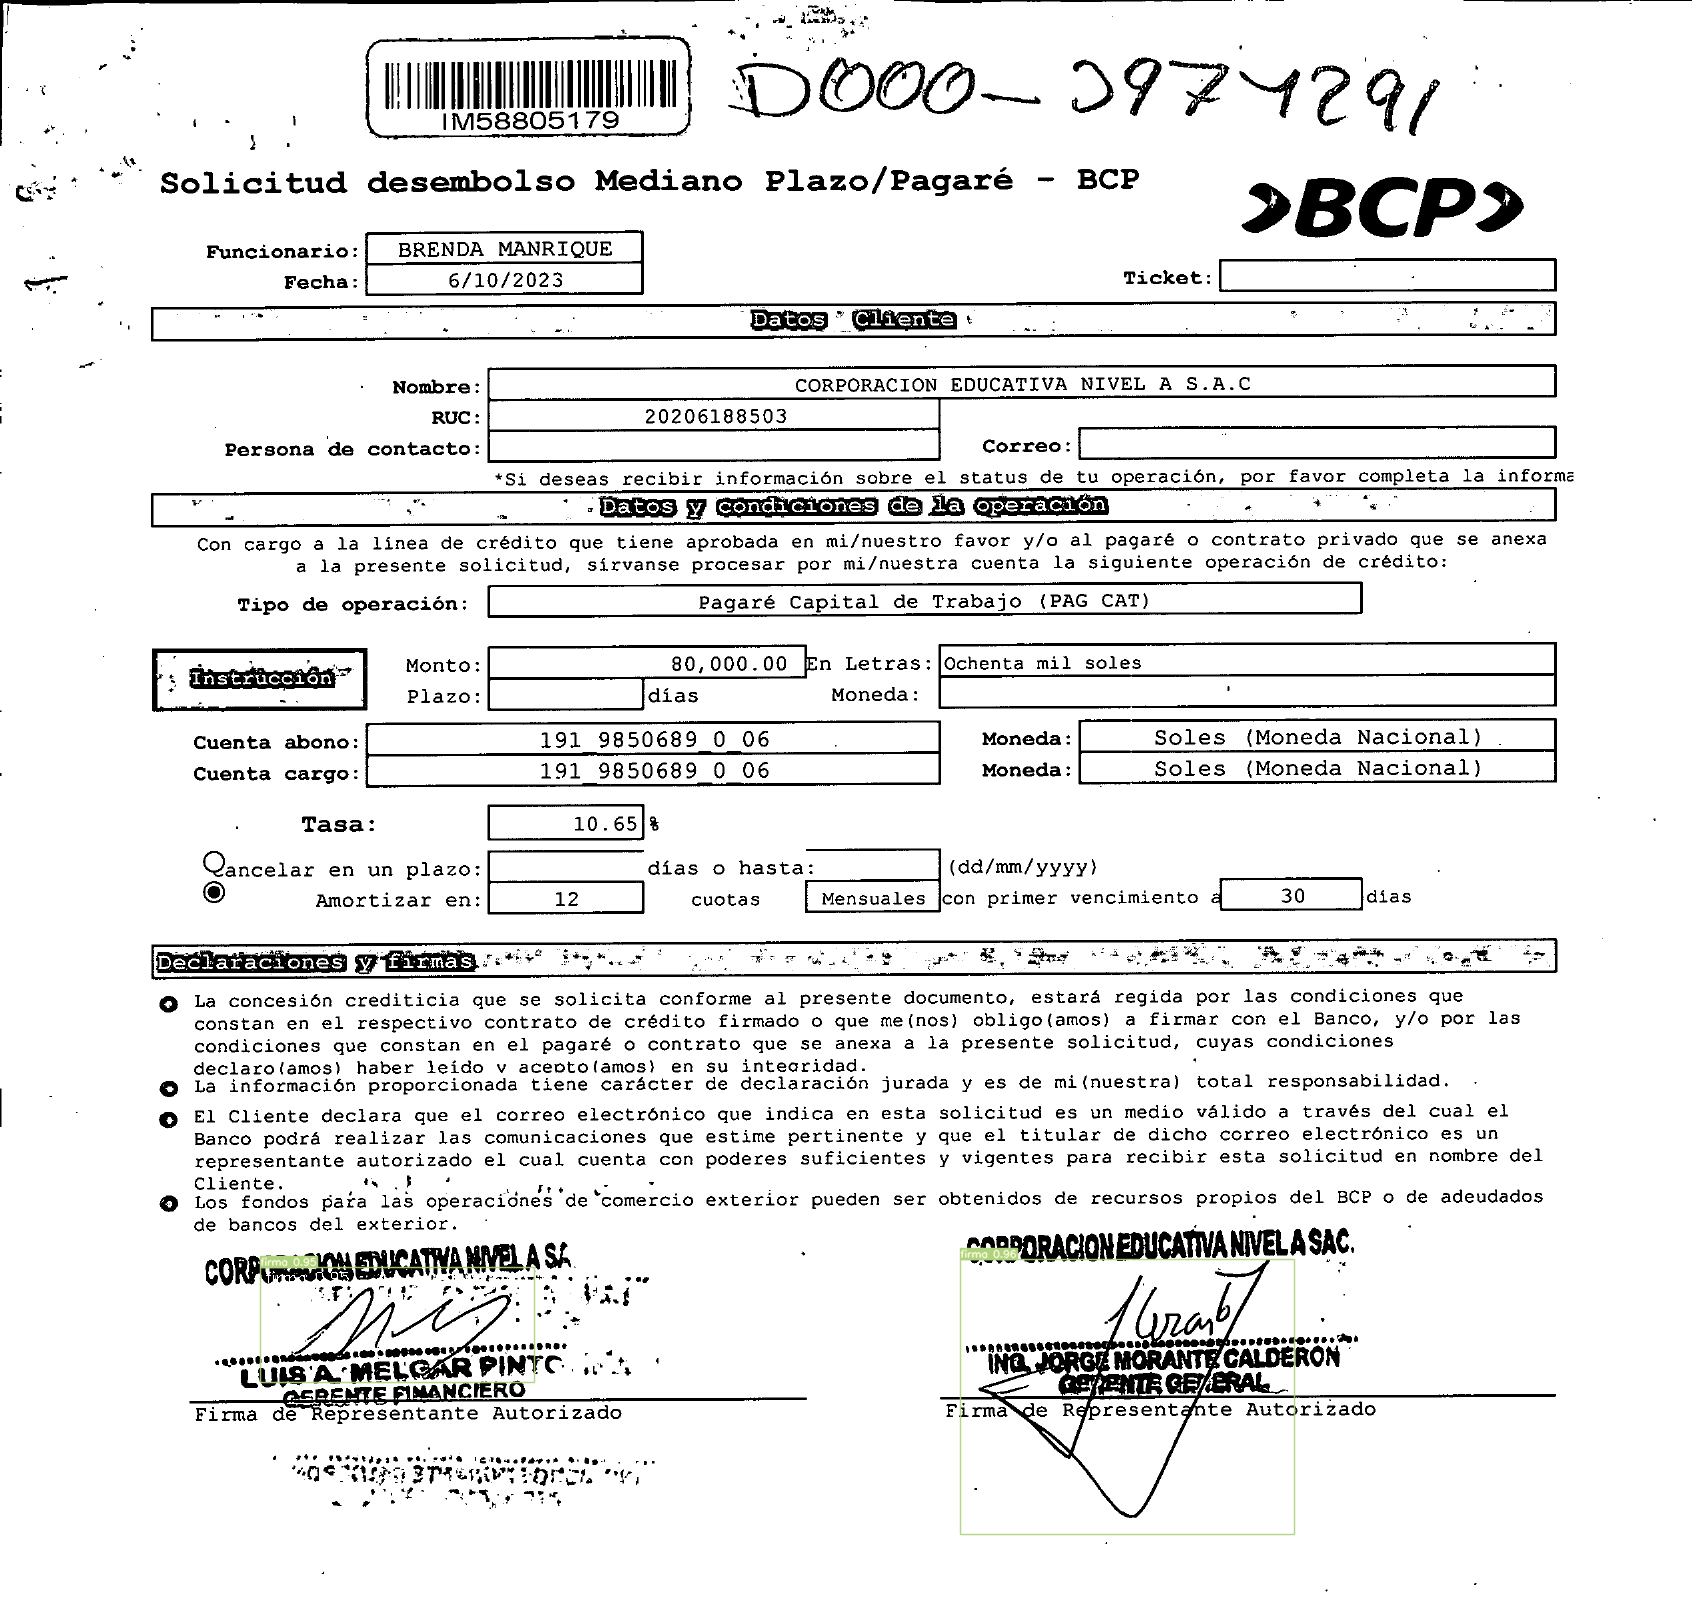 IM58805179
D000-3974291
Solicitud desembolso Mediano Plazo/Pagaré - BCP
BCP
Funcionario: BRENDA MANRIQUE
Fecha: 6/10/2023
Ticket:
Datos Cliente
Nombre: CORPORACION EDUCATIVA NIVEL A S.A.C
RUC: 20206188503
Persona de contacto: Correo:
*Si deseas recibir información sobre el status de tu operación, por favor completa la informa
Datos y condiciones de la operación
Con cargo a la línea de crédito que tiene aprobada en mi/nuestro favor y/o al pagaré o contrato privado que se anexa
a la presente solicitud, sírvanse procesar por mi/nuestra cuenta la siguiente operación de crédito:
Tipo de operación: Pagaré Capital de Trabajo (PAG CAT)
Instrucción
Monto: 80,000.00 En Letras: Ochenta mil soles
Plazo: días Moneda:
Cuenta abono: 191 9850689 0 06 Moneda: Soles (Moneda Nacional)
Cuenta cargo: 191 9850689 0 06 Moneda: Soles (Moneda Nacional)
Tasa: 10.65 %
ancelar en un plazo: días o hasta: (dd/mm/yyyy)
Amortizar en: 12 cuotas Mensuales con primer vencimiento a 30 días
Declaraciones y firmas
La concesión crediticia que se solicita conforme al presente documento, estará regida por las condiciones que
constan en el respectivo contrato de crédito firmado o que me(nos) obligo(amos) a firmar con el Banco, y/o por las
condiciones que constan en el pagaré o contrato que se anexa a la presente solicitud, cuyas condiciones
declaro(amos) haber leído y acepto(amos) en su integridad.
La información proporcionada tiene carácter de declaración jurada y es de mi(nuestra) total responsabilidad.
El Cliente declara que el correo electrónico que indica en esta solicitud es un medio válido a través del cual el
Banco podrá realizar las comunicaciones que estime pertinente y que el titular de dicho correo electrónico es un
representante autorizado el cual cuenta con poderes suficientes y vigentes para recibir esta solicitud en nombre del
Cliente.
Los fondos para las operaciones de comercio exterior pueden ser obtenidos de recursos propios del BCP o de adeudados
de bancos del exterior.
CORPORACION EDUCATIVA NIVEL A SA
firma 0.95
LUIS A. MELGAR PINTO
GERENTE FINANCIERO
Firma de Representante Autorizado
CORPORACION EDUCATIVA NIVEL A SAC.
firma 0.96
ING. JORGE MORANTE CALDERON
GERENTE GENERAL
Firma de Representante Autorizado